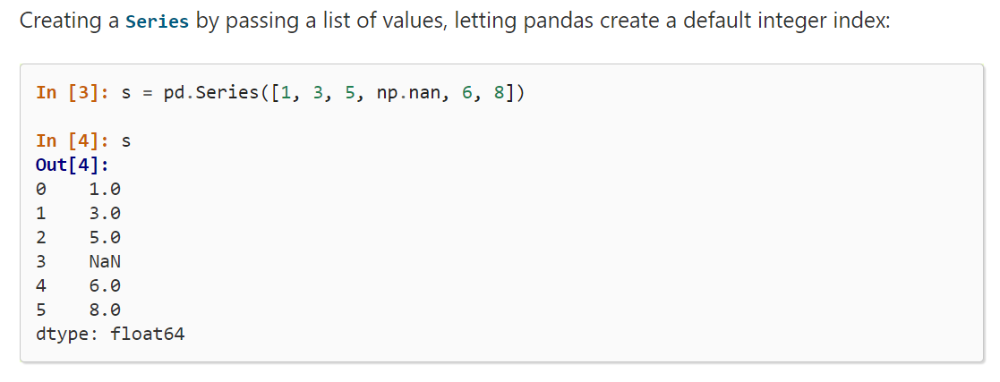 Creating a Series by passing a list of values, letting pandas create a default integer index:
In [3]: s = pd.Series([1, 3, 5, np.nan, 6, 8])
In [4]: s
Out[4]:
0    1.0
1    3.0
2    5.0
3    NaN
4    6.0
5    8.0
dtype: float64